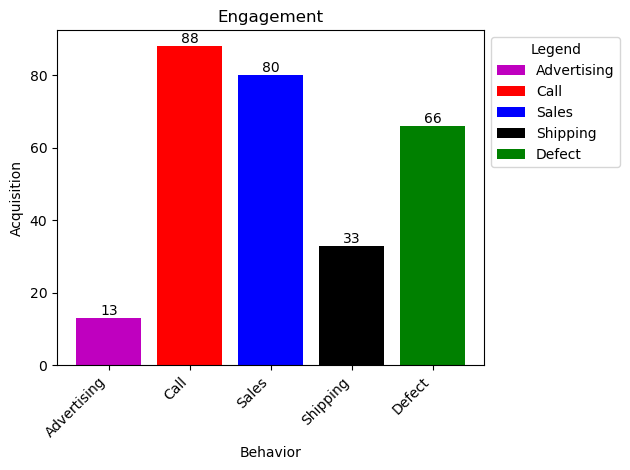 Engagement
Acquisition
80
60
40
20
0
13
88
80
33
66
Advertising
Call
Sales
Shipping
Defect
Behavior
Legend
Advertising
Call
Sales
Shipping
Defect